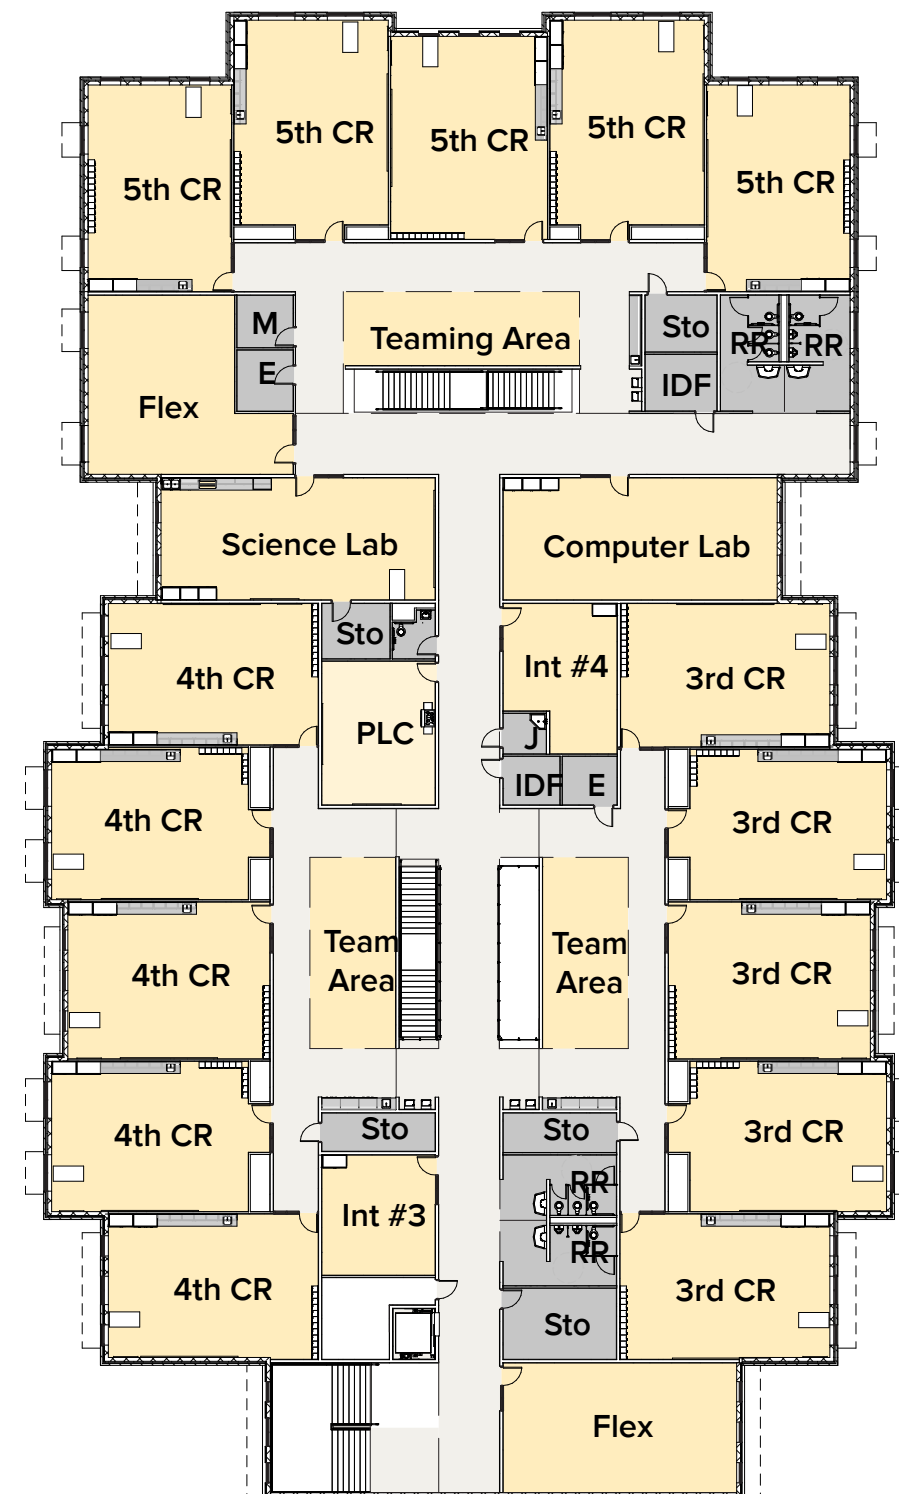 5th CR
5th CR
5th CR
5th CR
5th CR
M
Teaming Area
Sto
RR
RR
E
IDF
Flex
Science Lab
Computer Lab
Sto
4th CR
PLC
Int #4
3rd CR
J
IDF
E
4th CR
3rd CR
Team
Area
Team
Area
4th CR
3rd CR
4th CR
Sto
Sto
3rd CR
Int #3
RR
RR
4th CR
Sto
3rd CR
Flex